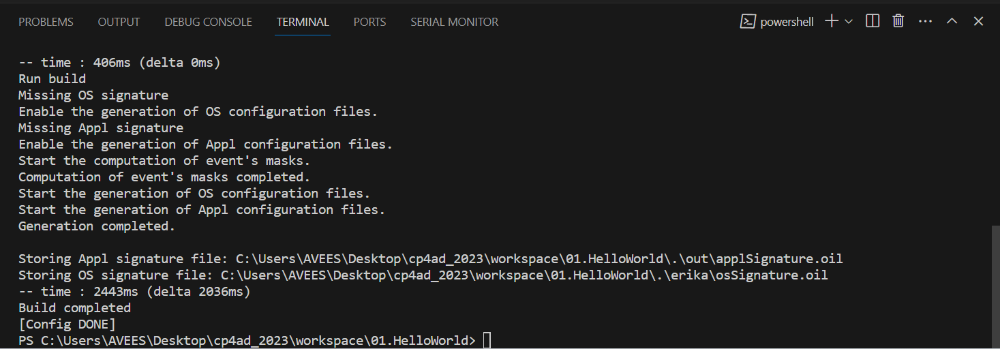 PROBLEMS OUTPUT DEBUG CONSOLE TERMINAL PORTS SERIAL MONITOR powershell
-- time : 406ms (delta 0ms)
Run build
Missing OS signature
Enable the generation of OS configuration files.
Missing Appl signature
Enable the generation of Appl configuration files.
Start the computation of event's masks.
Computation of event's masks completed.
Start the generation of OS configuration files.
Start the generation of Appl configuration files.
Generation completed.
Storing Appl signature file: C:\Users\AVEES\Desktop\cp4ad_2023\workspace\01.HelloWorld\.\out\applSignature.oil
Storing OS signature file: C:\Users\AVEES\Desktop\cp4ad_2023\workspace\01.HelloWorld\.\erika\osSignature.oil
-- time : 2443ms (delta 2036ms)
Build completed
[Config DONE]
PS C:\Users\AVEES\Desktop\cp4ad_2023\workspace\01.HelloWorld>